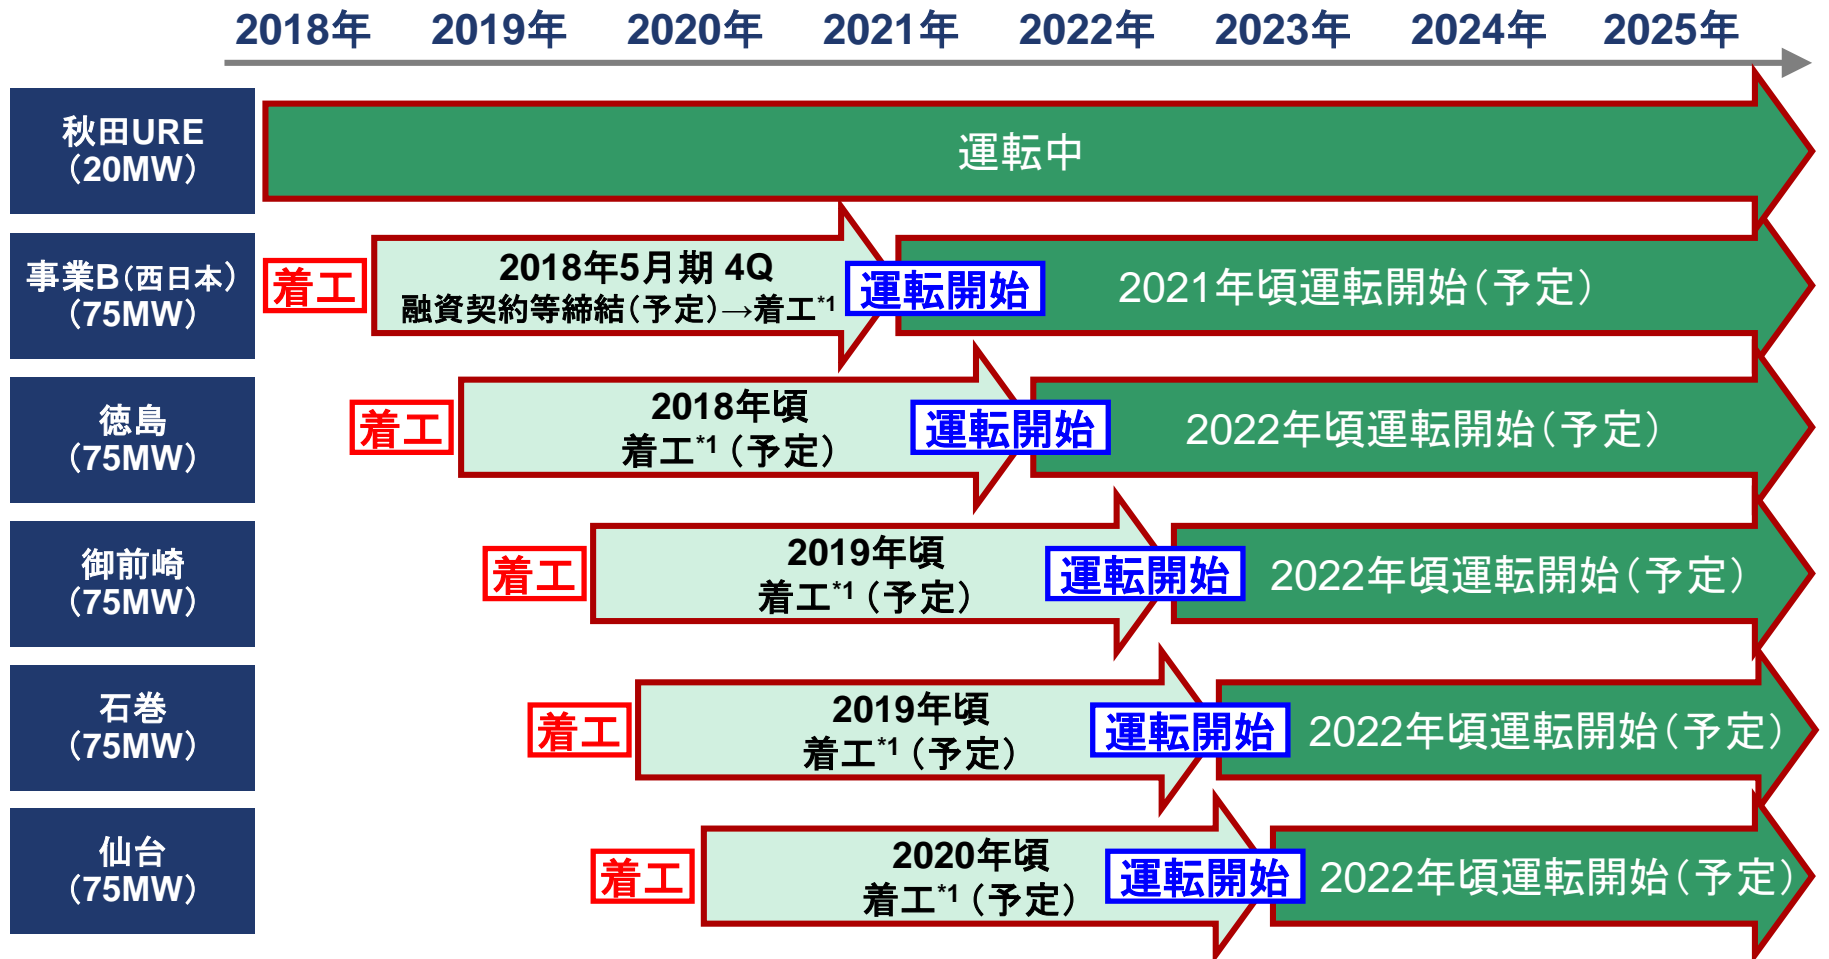 2018年 2019年 2020年 2021年 2022年 2023年 2024年 2025年
秋田URE
（20MW）
運転中
事業B（西日本）
（75MW）
着工
2018年5月期 4Q
融資契約等締結（予定）→着工*1
運転開始
2021年頃運転開始（予定）
徳島
（75MW）
着工
2018年頃
着工*1（予定）
運転開始
2022年頃運転開始（予定）
御前崎
（75MW）
着工
2019年頃
着工*1（予定）
運転開始
2022年頃運転開始（予定）
石巻
（75MW）
着工
2019年頃
着工*1（予定）
運転開始
2022年頃運転開始（予定）
仙台
（75MW）
着工
2020年頃
着工*1（予定）
運転開始
2022年頃運転開始（予定）